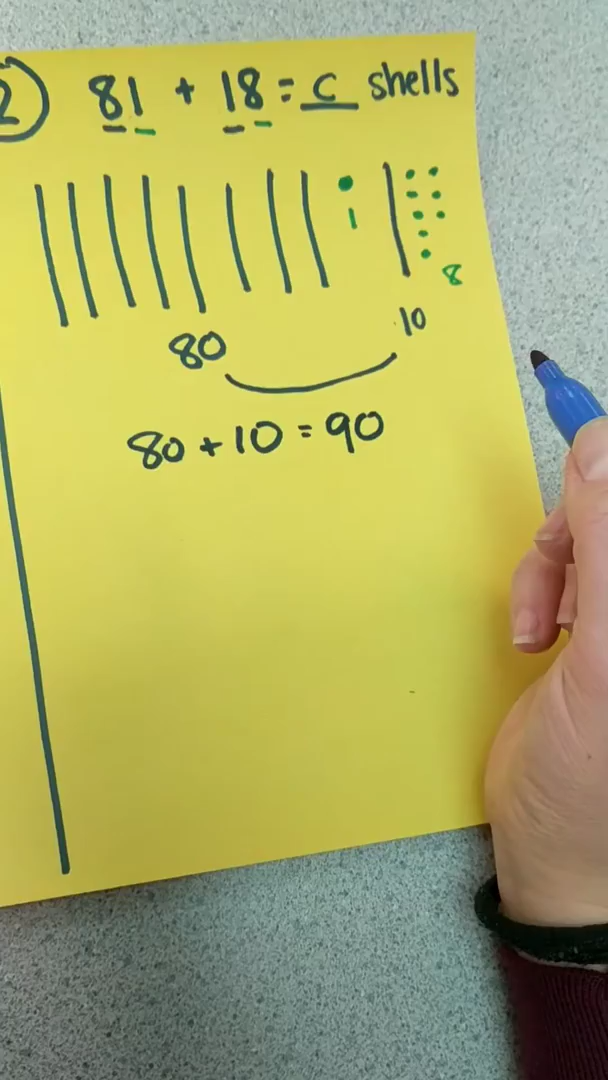 2 81 + 18 = c shells
1
8
80 10
80 + 10 = 90